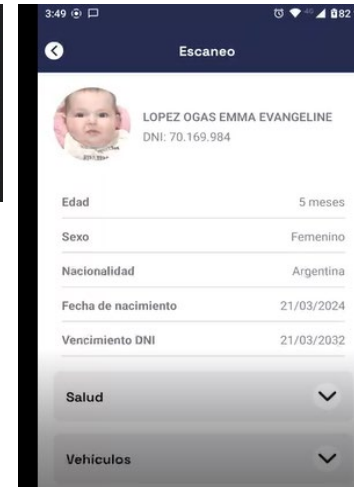 3:49
4G 82
Escaneo
LOPEZ OGAS EMMA EVANGELINE
DNI: 70.169.984
Edad 5 meses
Sexo Femenino
Nacionalidad Argentina
Fecha de nacimiento 21/03/2024
Vencimiento DNI 21/03/2032
Salud
Vehículos